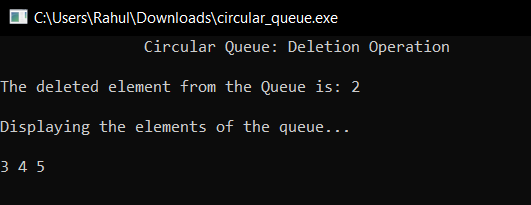 C:\Users\Rahul\Downloads\circular_queue.exe
Circular Queue: Deletion Operation
The deleted element from the Queue is: 2
Displaying the elements of the queue...
3 4 5